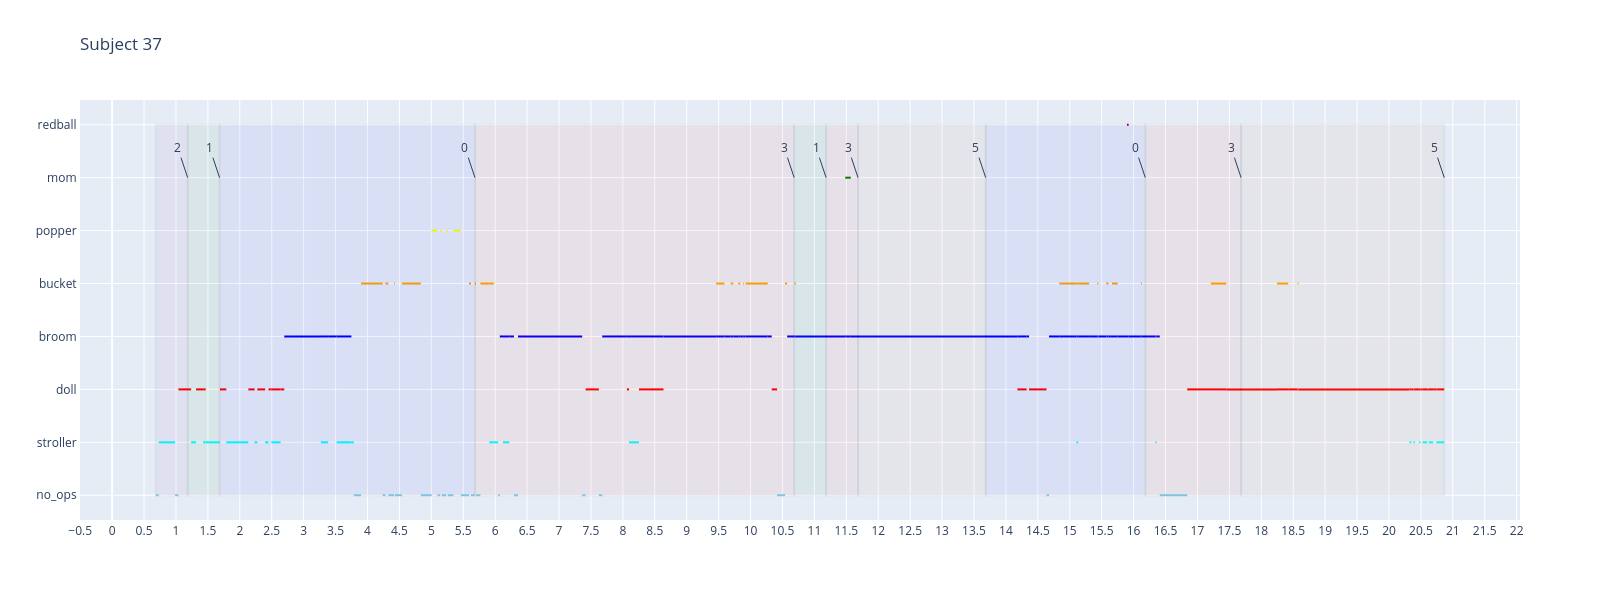 Subject 37
redball
2 1 0 3 1 3 5 0 3 5
mom
popper
bucket
broom
doll
stroller
no_ops
−0.5 0 0.5 1 1.5 2 2.5 3 3.5 4 4.5 5 5.5 6 6.5 7 7.5 8 8.5 9 9.5 10 10.5 11 11.5 12 12.5 13 13.5 14 14.5 15 15.5 16 16.5 17 17.5 18 18.5 19 19.5 20 20.5 21 21.5 22